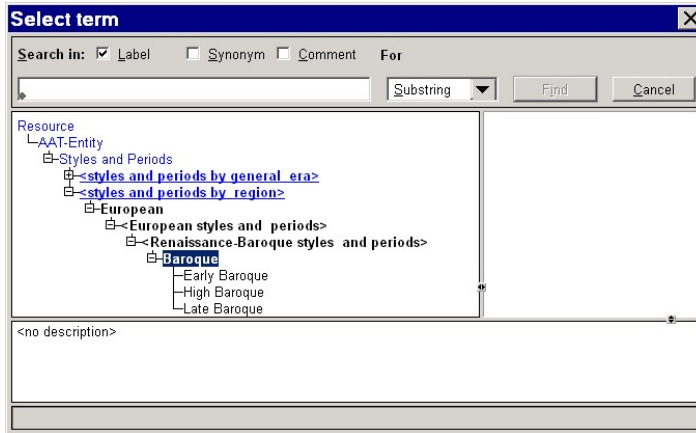 Select term
Search in: Label Synonym Comment For
Substring Find Cancel
Resource
AAT-Entity
Styles and Periods
<styles and periods by general era>
<styles and periods by region>
European
<European styles and periods>
<Renaissance-Baroque styles and periods>
Baroque
Early Baroque
High Baroque
Late Baroque
<no description>